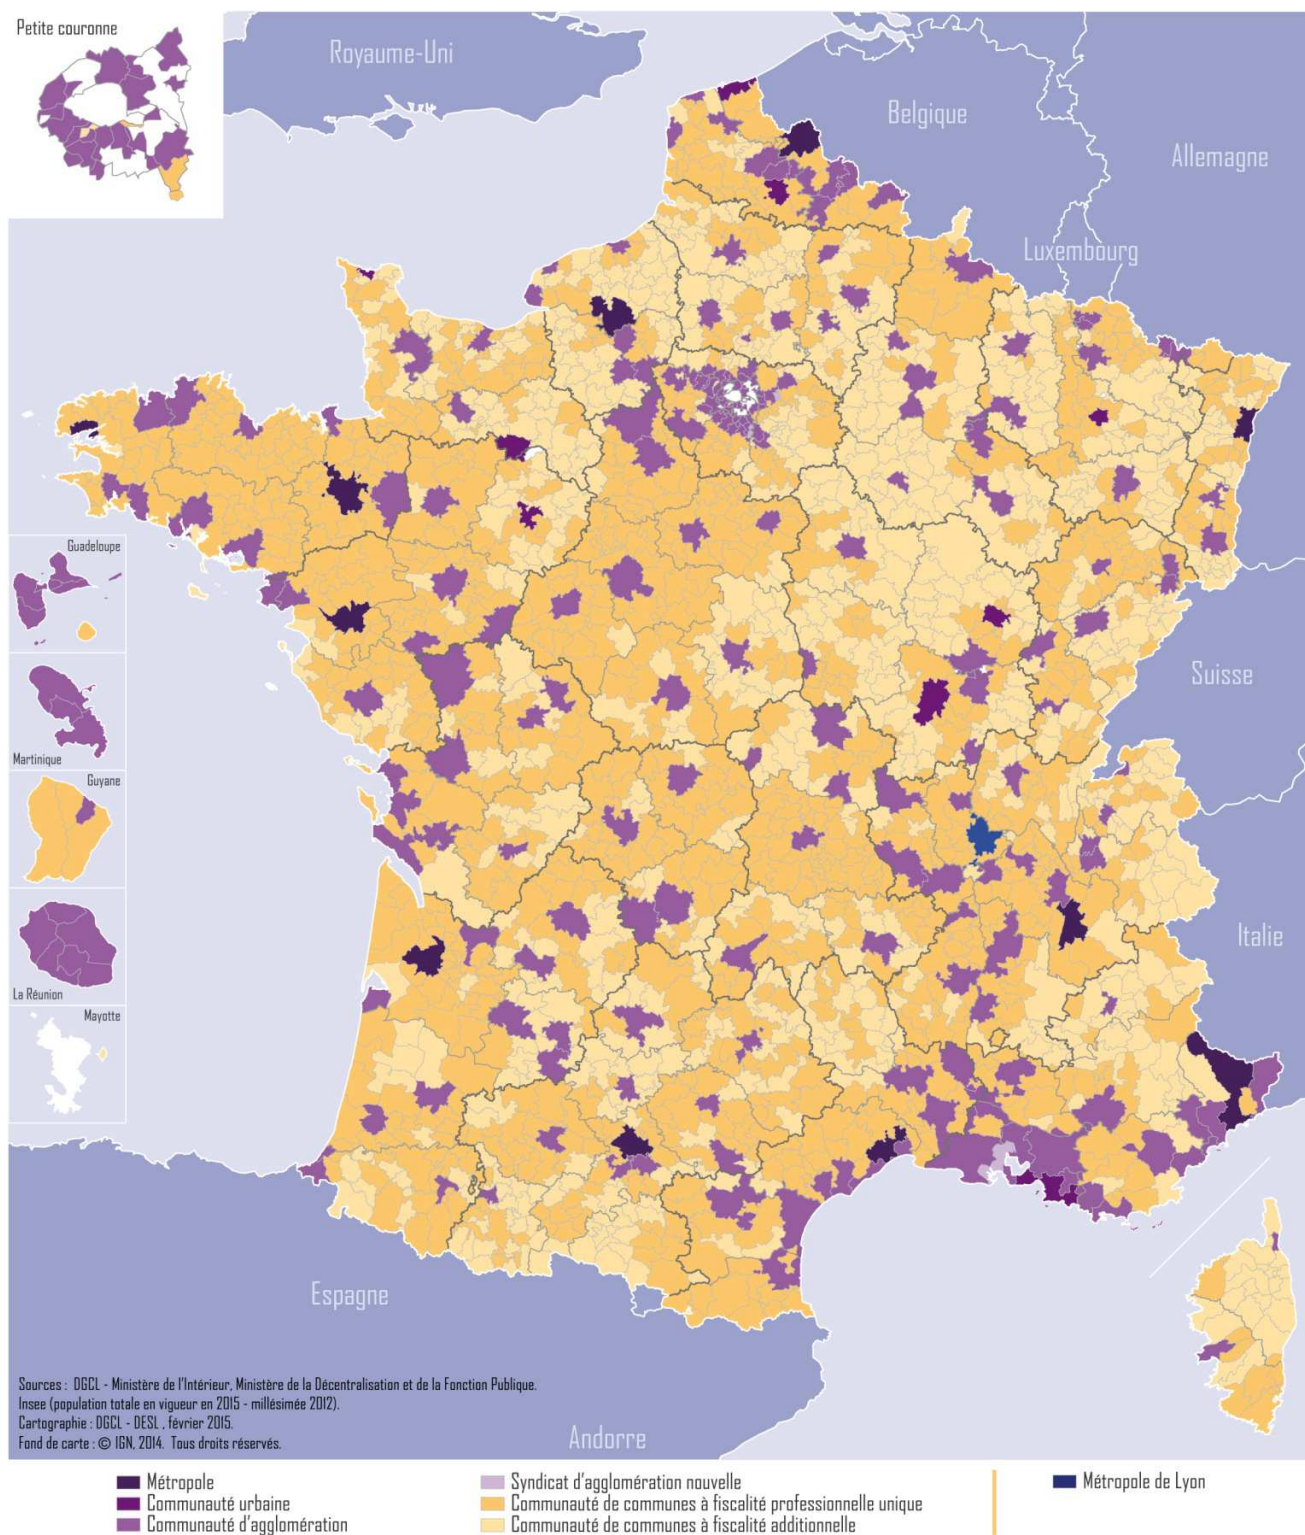 Petite couronne
Royaume-Uni
Belgique
Allemagne
Luxembourg
Guadeloupe
Suisse
Martinique
Guyane
Italie
La Réunion
Mayotte
Espagne
Andorre
Sources : DGCL - Ministère de l'Intérieur, Ministère de la Décentralisation et de la Fonction Publique.
Insee (population totale en vigueur en 2015 - millésimée 2012).
Cartographie : DGCL - DESL , février 2015.
Fond de carte : © IGN, 2014. Tous droits réservés.
Métropole
Communauté urbaine
Communauté d'agglomération
Syndicat d'agglomération nouvelle
Communauté de communes à fiscalité professionnelle unique
Communauté de communes à fiscalité additionnelle
Métropole de Lyon